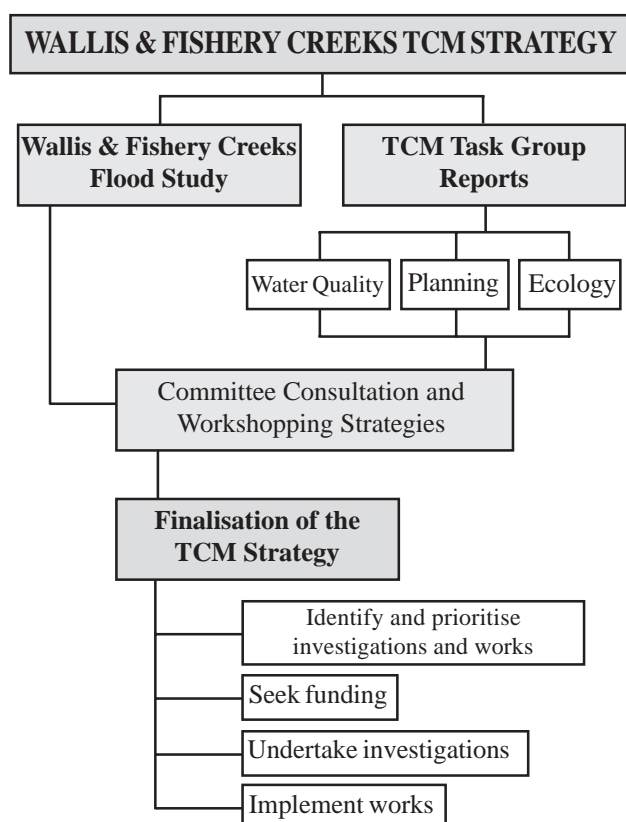 WALLIS & FISHERY CREEKS TCM STRATEGY
Wallis & Fishery Creeks
Flood Study
TCM Task Group
Reports
Water Quality
Planning
Ecology
Committee Consultation and
Workshopping Strategies
Finalisation of the
TCM Strategy
Identify and prioritise
investigations and works
Seek funding
Undertake investigations
Implement works